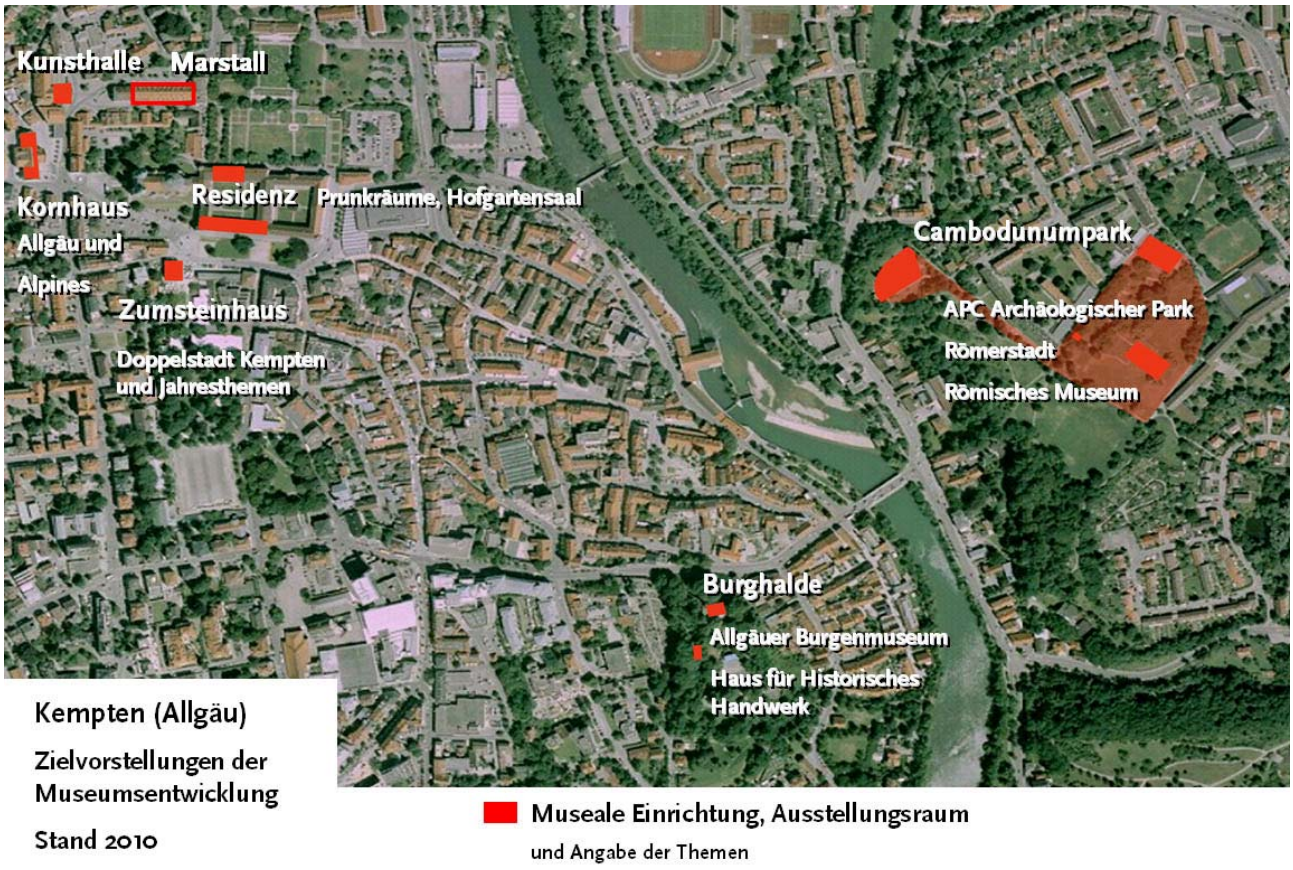 Kunsthalle
Marstall
Residenz
Prunkräume, Hofgartensaal
Kornhaus
Allgäu und
Alpines
Zumsteinhaus
Doppelstadt Kempten
und Jahresthemen
Cambodunumpark
APC Archäologischer Park
Römerstadt
Römisches Museum
Burghalde
Allgäuer Burgenmuseum
Haus für Historisches
Handwerk
Kempten (Allgäu)
Zielvorstellungen der
Museumsentwicklung
Stand 2010
Museale Einrichtung, Ausstellungsraum
und Angabe der Themen